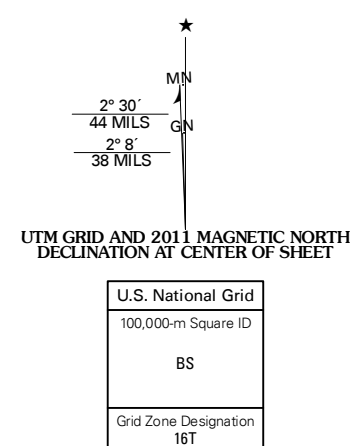 MN
2° 30´
44 MILS
GN
2° 8´
38 MILS
UTM GRID AND 2011 MAGNETIC NORTH
DECLINATION AT CENTER OF SHEET
U.S. National Grid
100,000-m Square ID
BS
Grid Zone Designation
16T